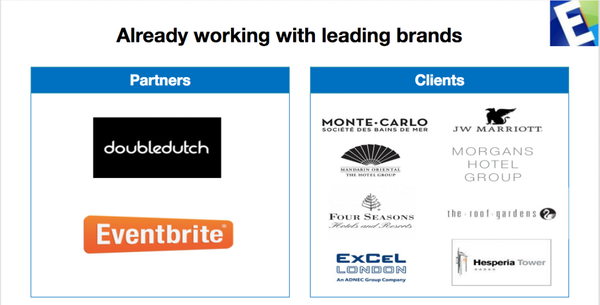 Already working with leading brands
E
Partners
doubledutch
Eventbrite®
Clients
MONTE•CARLO
SOCIÉTÉ DES BAINS DE MER
JW MARRIOTT
MANDARIN ORIENTAL
THE HOTEL GROUP
MORGANS
HOTEL
GROUP
FOUR SEASONS
Hotels and Resorts
the·roof·gardens
ExCeL
LONDON
An ADNEC Group Company
Hesperia Tower